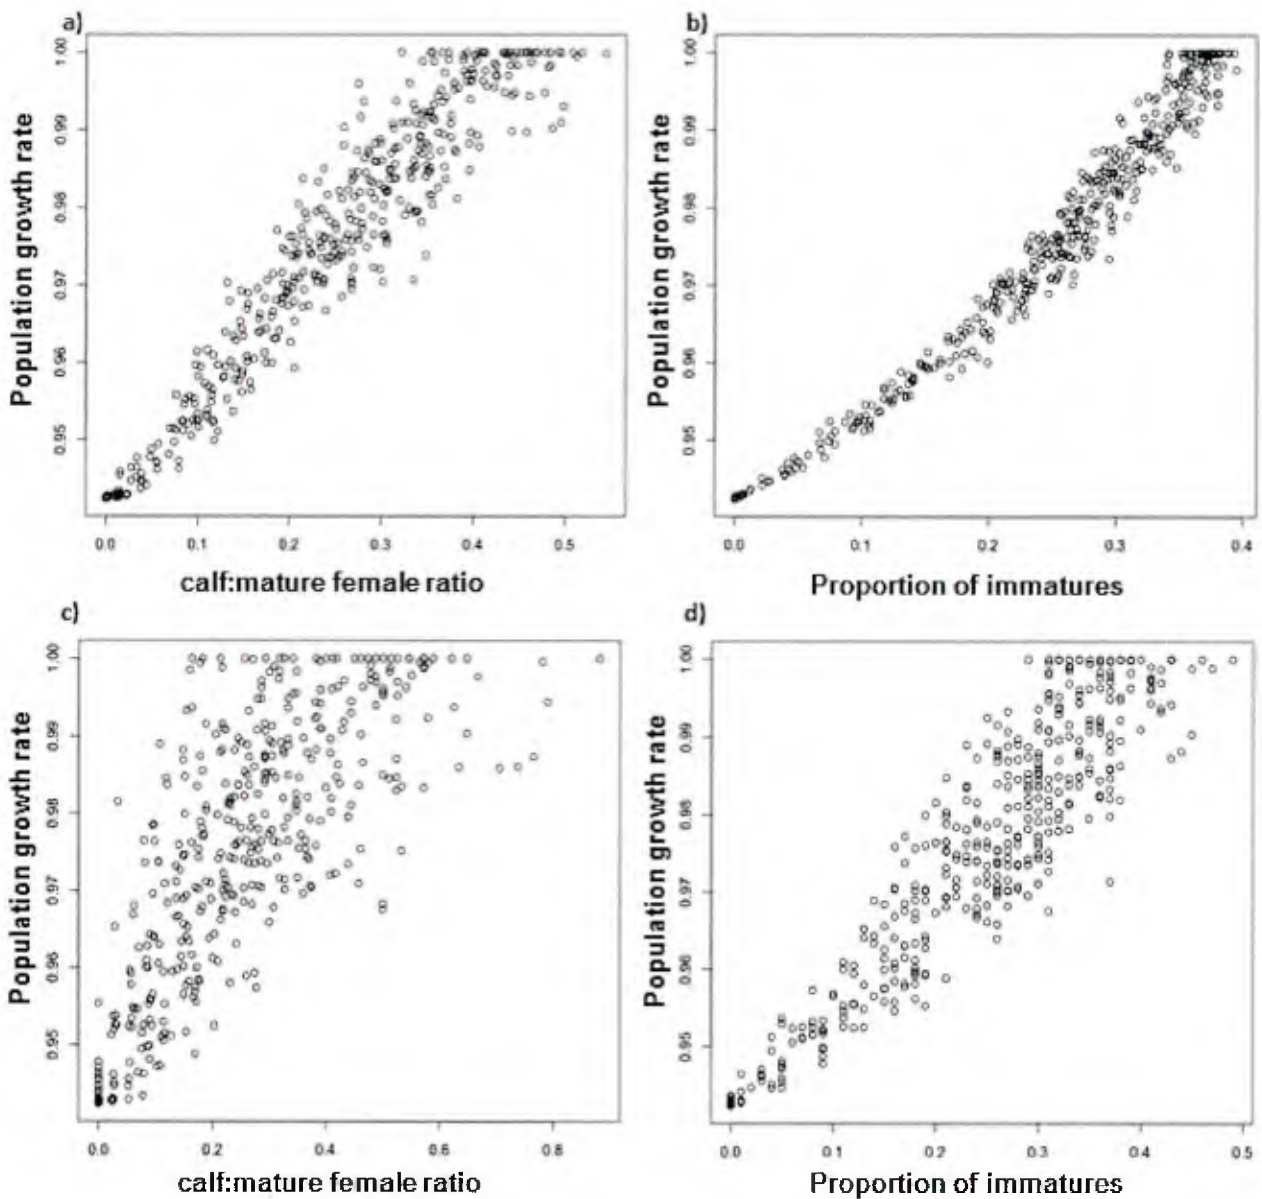 a)
1.00
0.99
0.98
0.97
0.96
0.95
Population growth rate
0.0 0.1 0.2 0.3 0.4 0.5
calf:mature female ratio
b)
1.00
0.99
0.98
0.97
0.96
0.95
Population growth rate
0.0 0.1 0.2 0.3 0.4
Proportion of immatures
c)
1.00
0.99
0.98
0.97
0.96
0.95
Population growth rate
0.0 0.2 0.4 0.6 0.8
calf:mature female ratio
d)
1.00
0.99
0.98
0.97
0.96
0.95
Population growth rate
0.0 0.1 0.2 0.3 0.4 0.5
Proportion of immatures